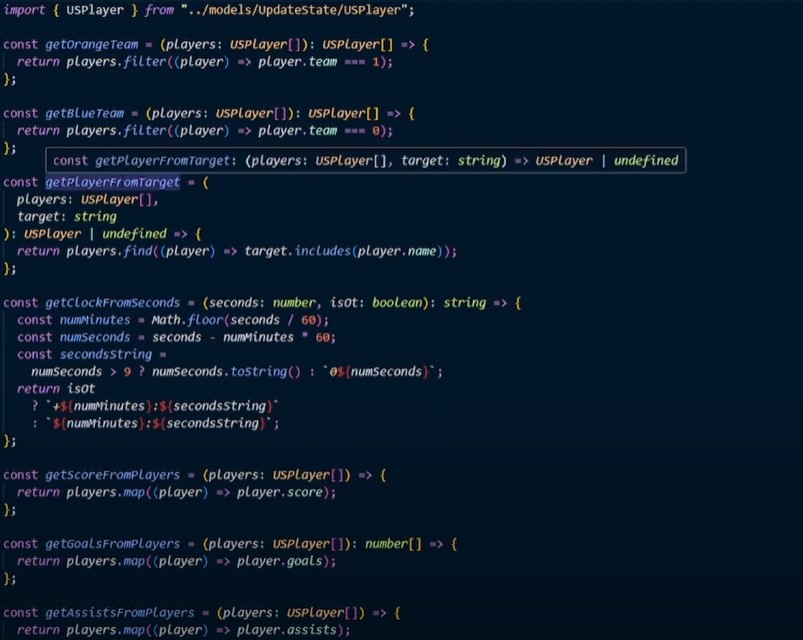 import { USPlayer } from "../models/UpdateState/USPlayer";
const getOrangeTeam = (players: USPlayer[]): USPlayer[] => {
  return players.filter((player) => player.team === 1);
};
const getBlueTeam = (players: USPlayer[]): USPlayer[] => {
  return players.filter((player) => player.team === 0);
};
const getPlayerFromTarget: (players: USPlayer[], target: string) => USPlayer | undefined
const getPlayerFromTarget = (
  players: USPlayer[],
  target: string
): USPlayer | undefined => {
  return players.find((player) => target.includes(player.name));
};
const getClockFromSeconds = (seconds: number, isOt: boolean): string => {
  const numMinutes = Math.floor(seconds / 60);
  const numSeconds = seconds - numMinutes * 60;
  const secondsString =
    numSeconds > 9 ? numSeconds.toString() : `0${numSeconds}`;
  return isOt
    ? `+${numMinutes}:${secondsString}`
    : `${numMinutes}:${secondsString}`;
};
const getScoreFromPlayers = (players: USPlayer[]) => {
  return players.map((player) => player.score);
};
const getGoalsFromPlayers = (players: USPlayer[]): number[] => {
  return players.map((player) => player.goals);
};
const getAssistsFromPlayers = (players: USPlayer[]) => {
  return players.map((player) => player.assists);